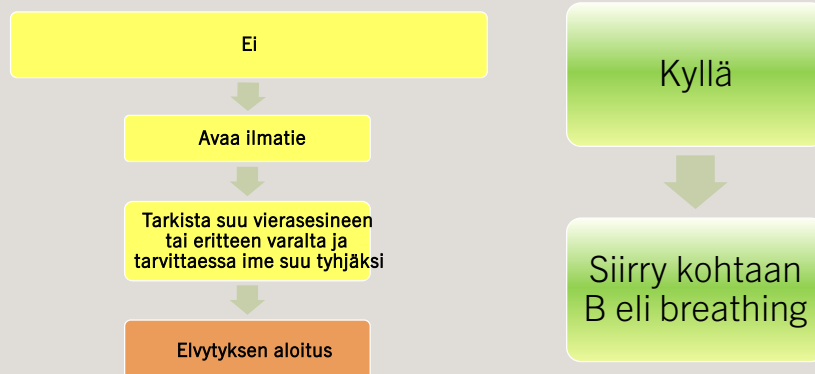 Ei
Avaa ilmatie
Tarkista suu vierasesineen
tai eritteen varalta ja
tarvittaessa ime suu tyhjäksi
Elvytyksen aloitus
Kyllä
Siirry kohtaan
B eli breathing